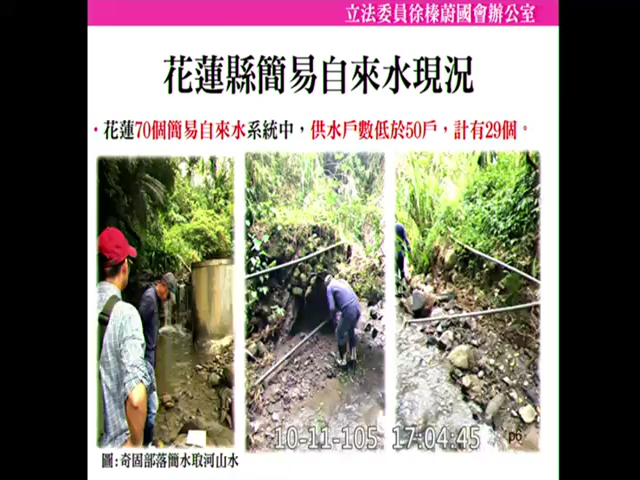 立法委員徐榛蔚國會辦公室
花蓮縣簡易自來水現況
・花蓮70個簡易自來水系統中，供水戶數低於50戶，計有29個。
10-11-105 17:04:45
p6
圖:奇固部落簡水取河山水